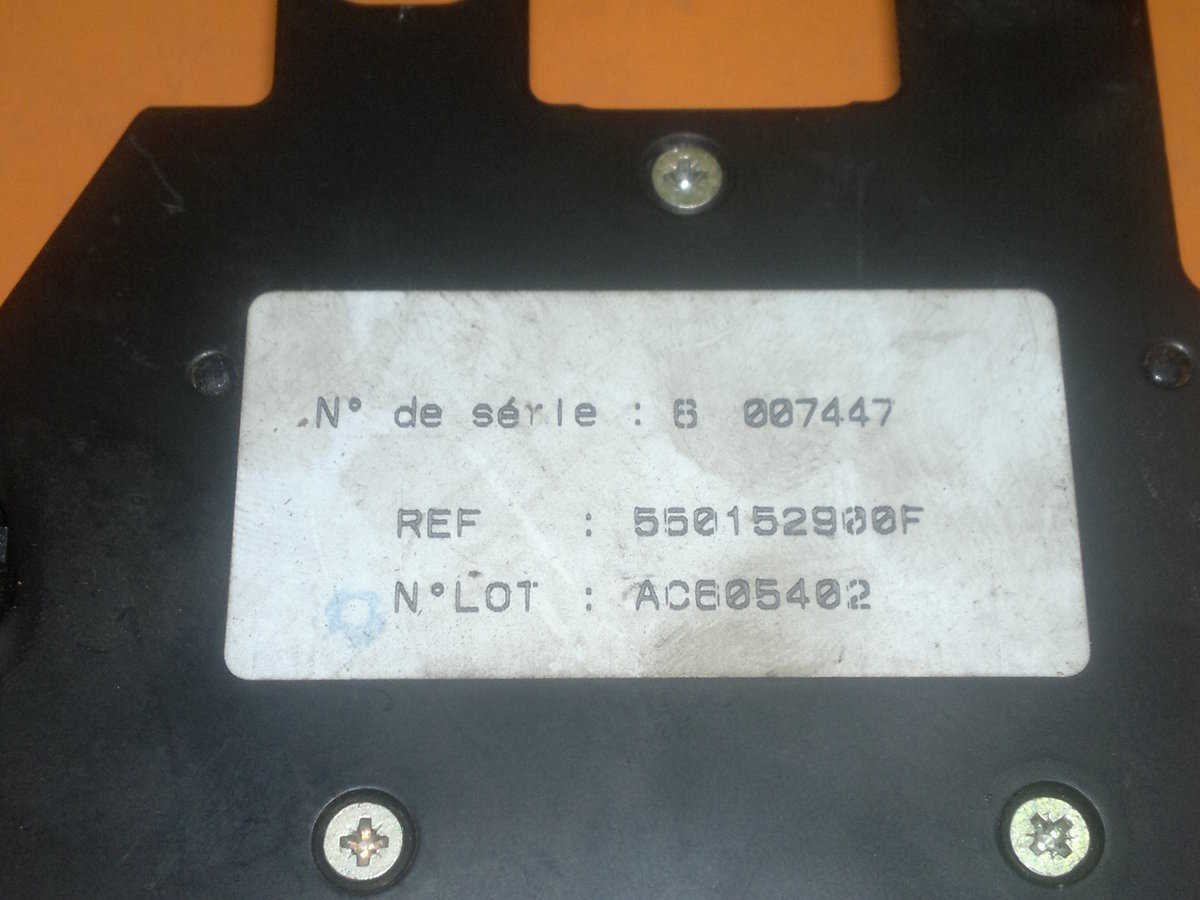 N° de série : 6 007447
REF : 550152900F
N°LOT : AC605402